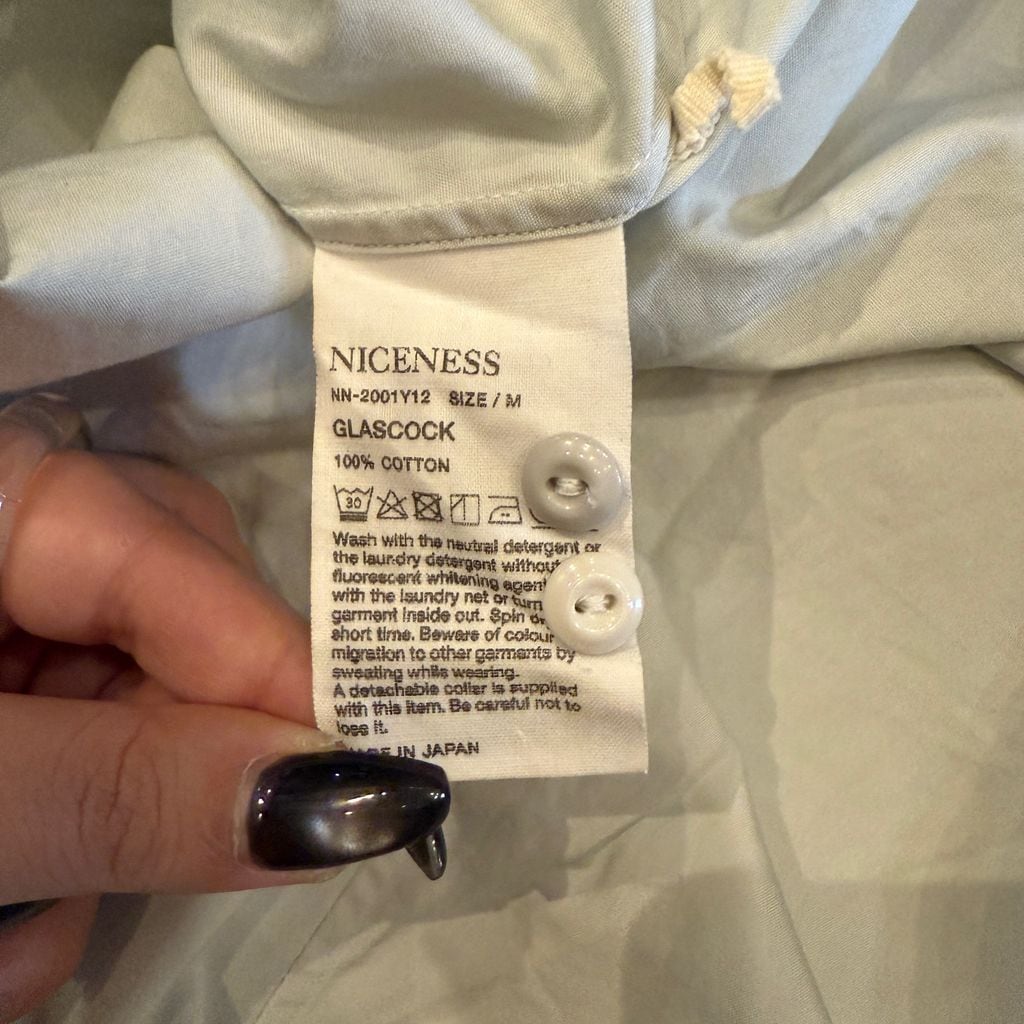 NICENESS
NN-2001Y12 SIZE / M
GLASCOCK
100% COTTON
30
Wash with the neutral detergent or
the laundry detergent without
fluorescent whitening agent
with the laundry net or turn
garment inside out. Spin
short time. Beware of colour
migration to other garments by
sweating while wearing.
A detachable collar is supplied
with this item. Be careful not to
lose it.
MADE IN JAPAN